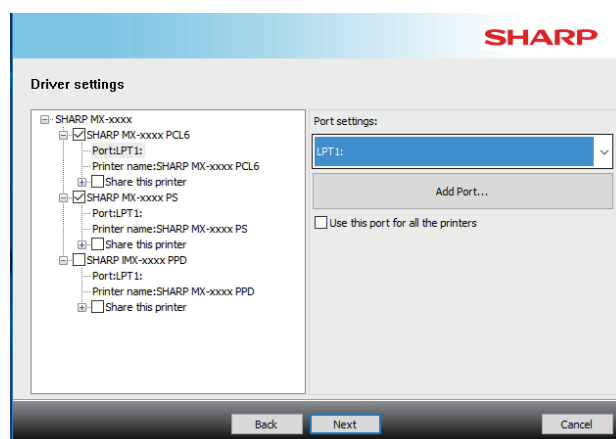 SHARP
Driver settings
SHARP MX-xxxx
SHARP MX-xxxx PCL6
Port:LPT1:
Printer name:SHARP MX-xxxx PCL6
Share this printer
SHARP MX-xxxx PS
Port:LPT1:
Printer name:SHARP MX-xxxx PS
Share this printer
SHARP IMX-xxxx PPD
Port:LPT1:
Printer name:SHARP MX-xxxx PPD
Share this printer
Port settings:
LPT1:
Add Port...
Use this port for all the printers
Back
Next
Cancel